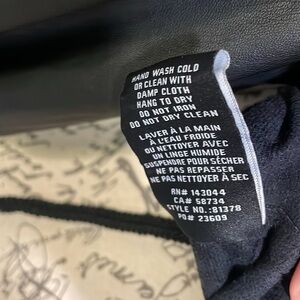 HAND WASH COLD
OR CLEAN WITH
DAMP CLOTH
HANG TO DRY
DO NOT IRON
DO NOT DRY CLEAN
LAVER À LA MAIN
À L'EAU FROIDE
OU NETTOYER AVEC
UN LINGE HUMIDE
SUSPENDRE POUR SÉCHER
NE PAS REPASSER
NE PAS NETTOYER À SEC
RN# 143044
CA# 58734
STYLE NO.:81378
PO# 23609